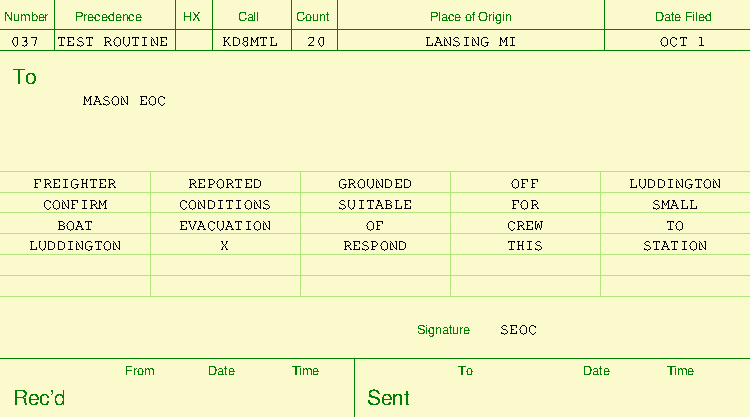 Number Precedence HX Call Count Place of Origin Date Filed
037 TEST ROUTINE KD8MTL 20 LANSING MI OCT 1
To
MASON EOC
FREIGHTER REPORTED GROUNDED OFF LUDDINGTON
CONFIRM CONDITIONS SUITABLE FOR SMALL
BOAT EVACUATION OF CREW TO
LUDDINGTON X RESPOND THIS STATION
Signature SEOC
From Date Time To Date Time
Rec'd Sent